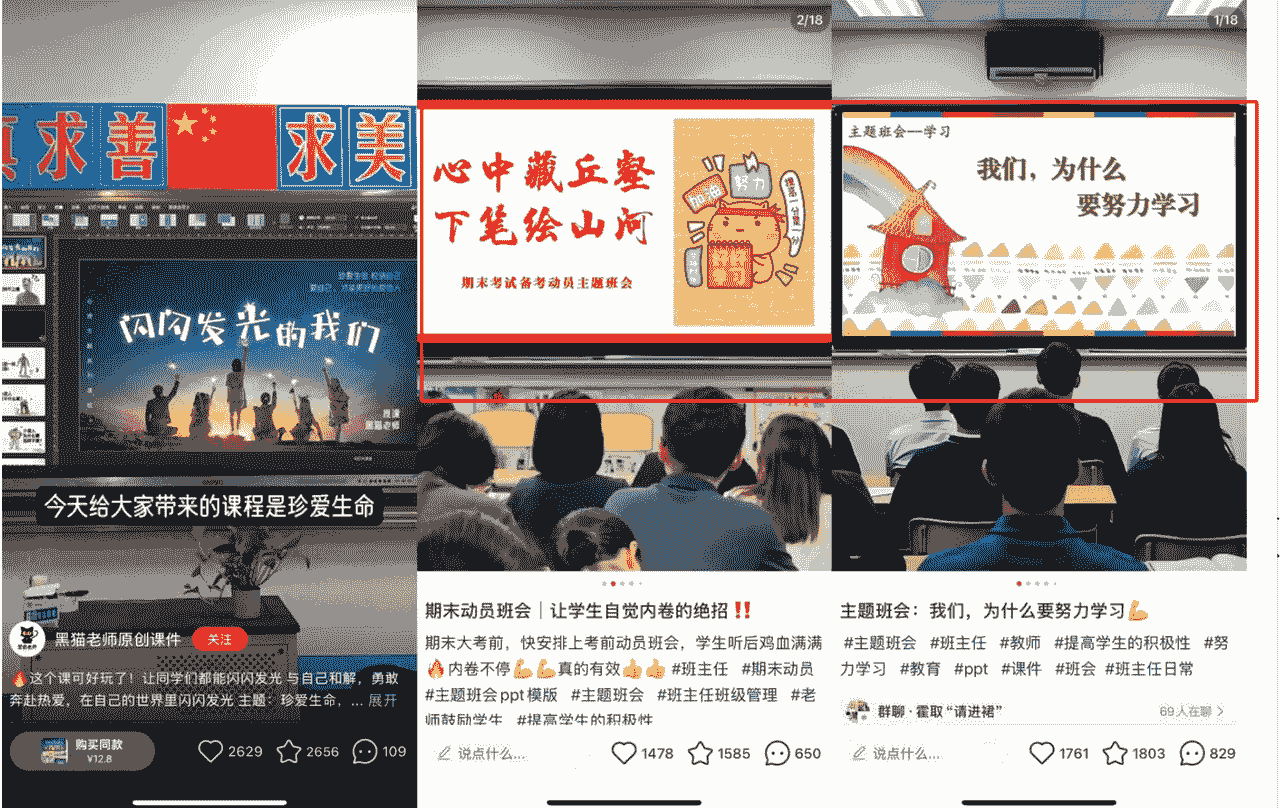 真求善
求美
闪闪发光的我们
今天给大家带来的课程是珍爱生命
黑猫老师原创课件
关注
🔥这个课可好玩了！让同学们都能闪闪发光 与自己和解，勇敢
奔赴热爱，在自己的世界里闪闪发光 主题：珍爱生命，... 展开
购买同款
¥12.8
2629
2656
109
2/18
心中藏丘壑
下笔绘山河
期末考试备考动员主题班会
加油
努力
期末动员班会｜让学生自觉内卷的绝招‼️
期末大考前，快安排上考前动员班会，学生听后鸡血满满
🔥内卷不停💪💪真的有效👍👍 #班主任 #期末动员
#主题班会ppt模版 #主题班会 #班主任班级管理 #老
师鼓励学生 #提高学生的积极性
说点什么...
1478
1585
650
1/18
主题班会—学习
我们，为什么
要努力学习
主题班会：我们，为什么要努力学习💪
#主题班会 #班主任 #教师 #提高学生的积极性 #努
力学习 #教育 #ppt #课件 #班会 #班主任日常
群聊·霍取“请进裙”
69人在聊
说点什么...
1761
1803
829